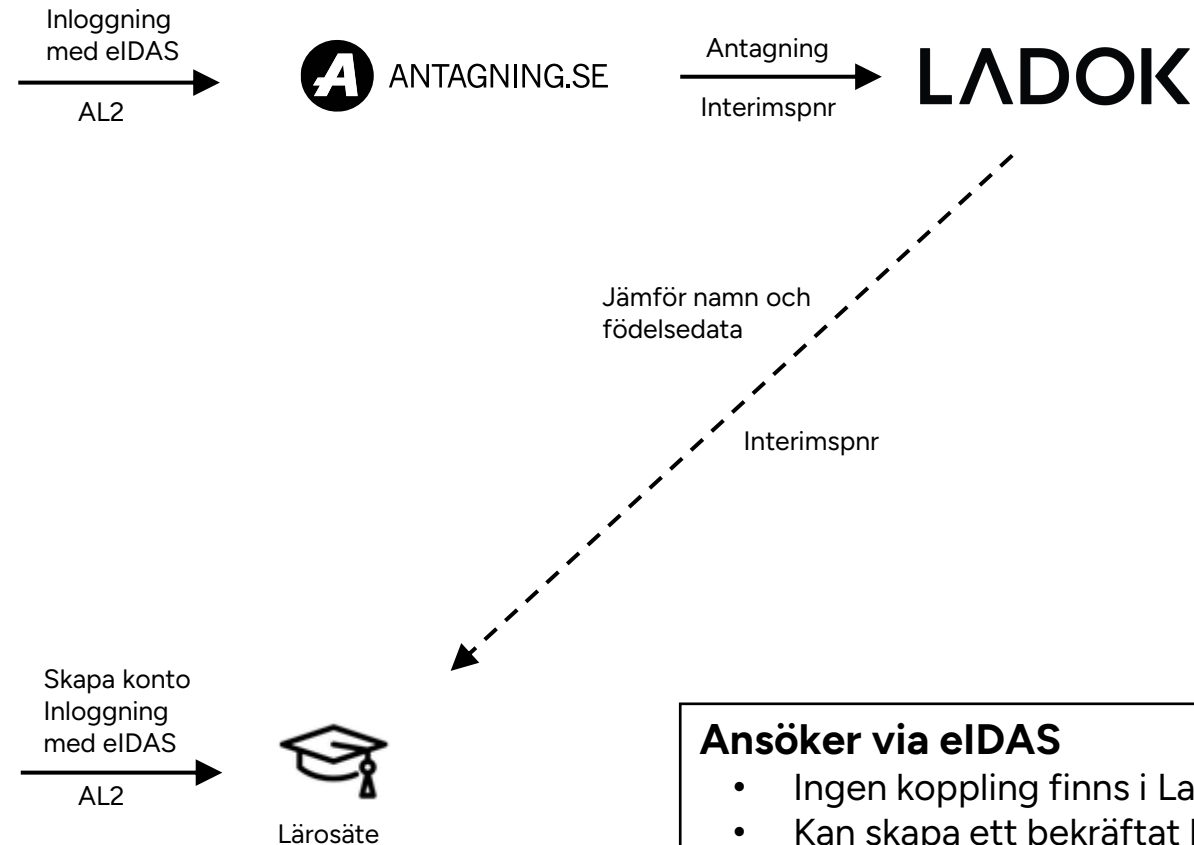 Inloggning
med eIDAS
AL2
ANTAGNING.SE
Antagning
Interimspnr
LADOK
Jämför namn och
födelsedata
Interimspnr
Skapa konto
Inloggning
med eIDAS
AL2
Lärosäte
Ansöker via eIDAS
• Ingen koppling finns i La
• Kan skapa ett bekräftat